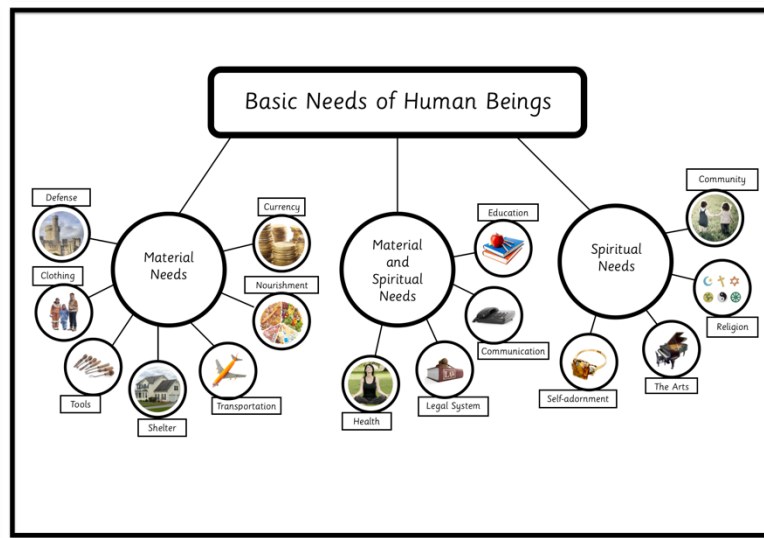 Basic Needs of Human Beings
Defense
Currency
Clothing
Material
Needs
Nourishment
Tools
Shelter
Transportation
Education
Material
and
Spiritual
Needs
Communication
Health
Legal System
Community
Spiritual
Needs
Religion
The Arts
Self-adornment